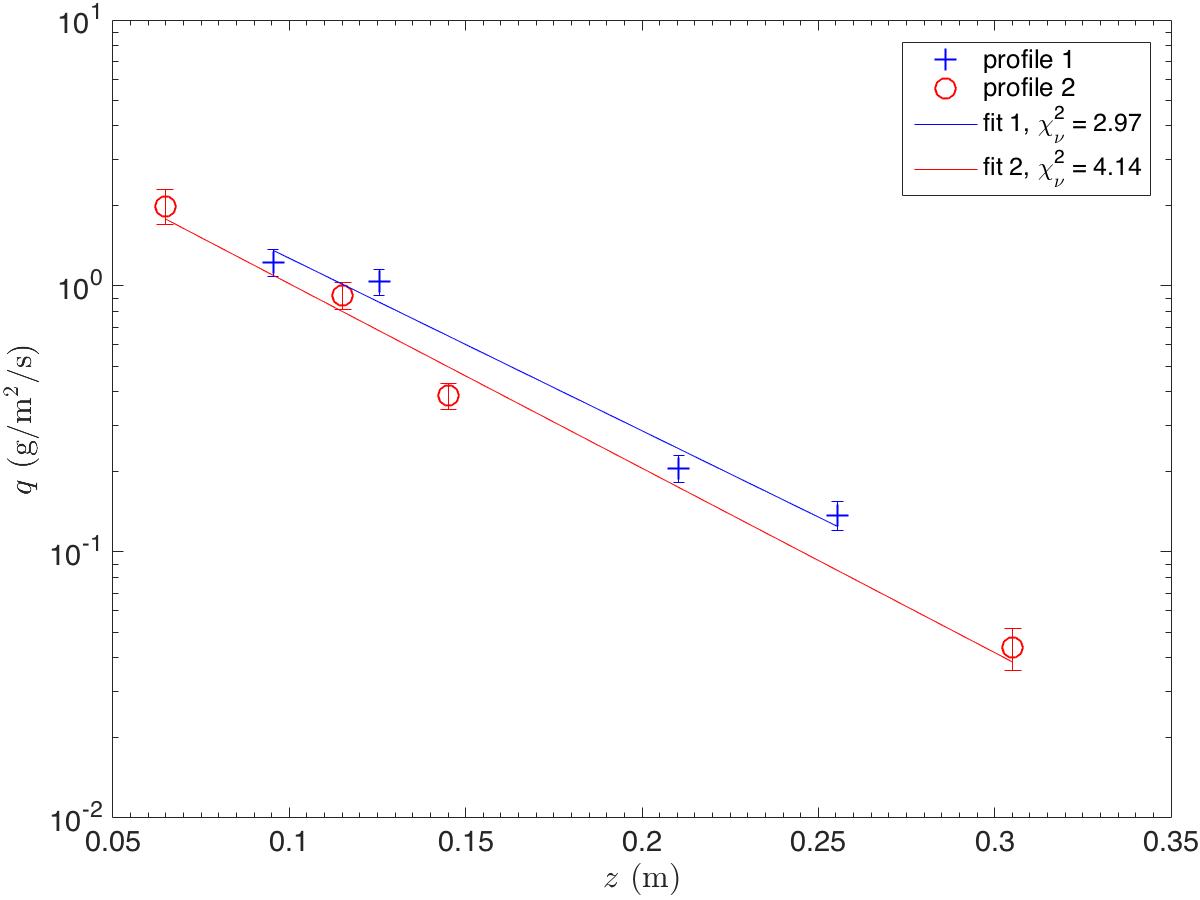 10^1
10^0
10^-1
10^-2
q (g/m^2/s)
profile 1
profile 2
fit 1, χ_ν^2 = 2.97
fit 2, χ_ν^2 = 4.14
0.05 0.1 0.15 0.2 0.25 0.3 0.35
z (m)